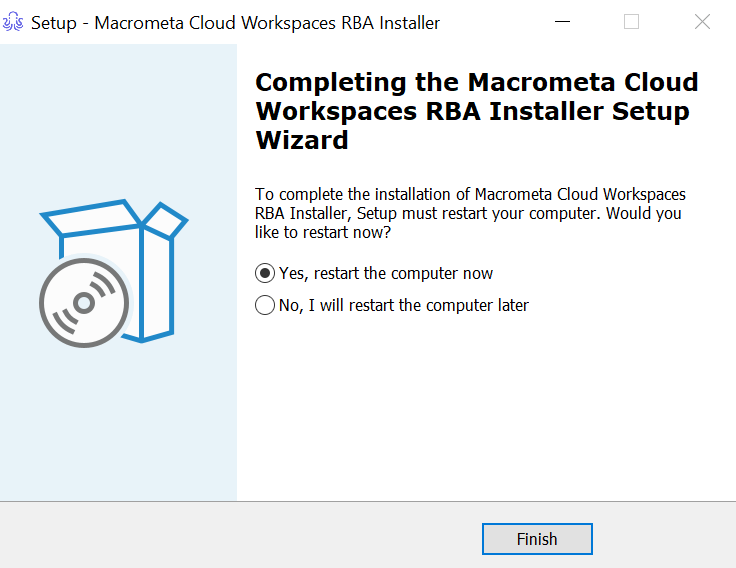 Setup - Macrometa Cloud Workspaces RBA Installer
Completing the Macrometa Cloud
Workspaces RBA Installer Setup
Wizard
To complete the installation of Macrometa Cloud Workspaces
RBA Installer, Setup must restart your computer. Would you
like to restart now?
Yes, restart the computer now
No, I will restart the computer later
Finish